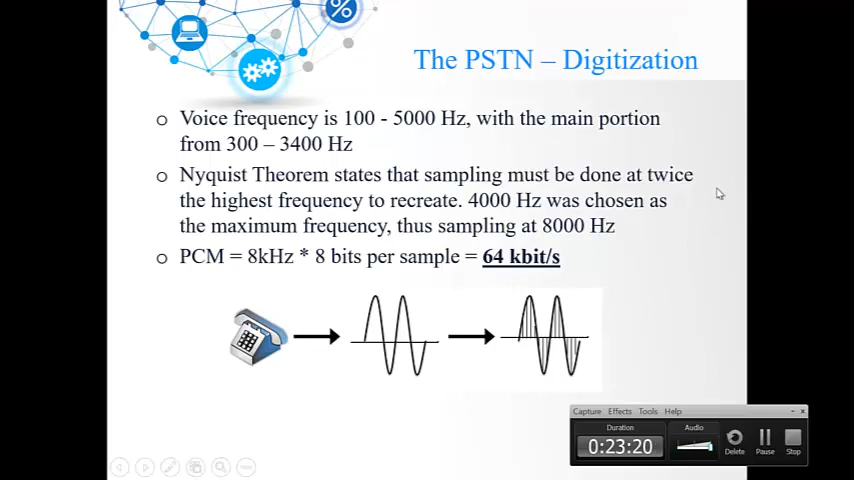 The PSTN – Digitization
o Voice frequency is 100 - 5000 Hz, with the main portion
from 300 – 3400 Hz
o Nyquist Theorem states that sampling must be done at twice
the highest frequency to recreate. 4000 Hz was chosen as
the maximum frequency, thus sampling at 8000 Hz
o PCM = 8kHz * 8 bits per sample = 64 kbit/s
Capture Effects Tools Help
Duration
Audio
0:23:20
Delete
Pause
Stop
%